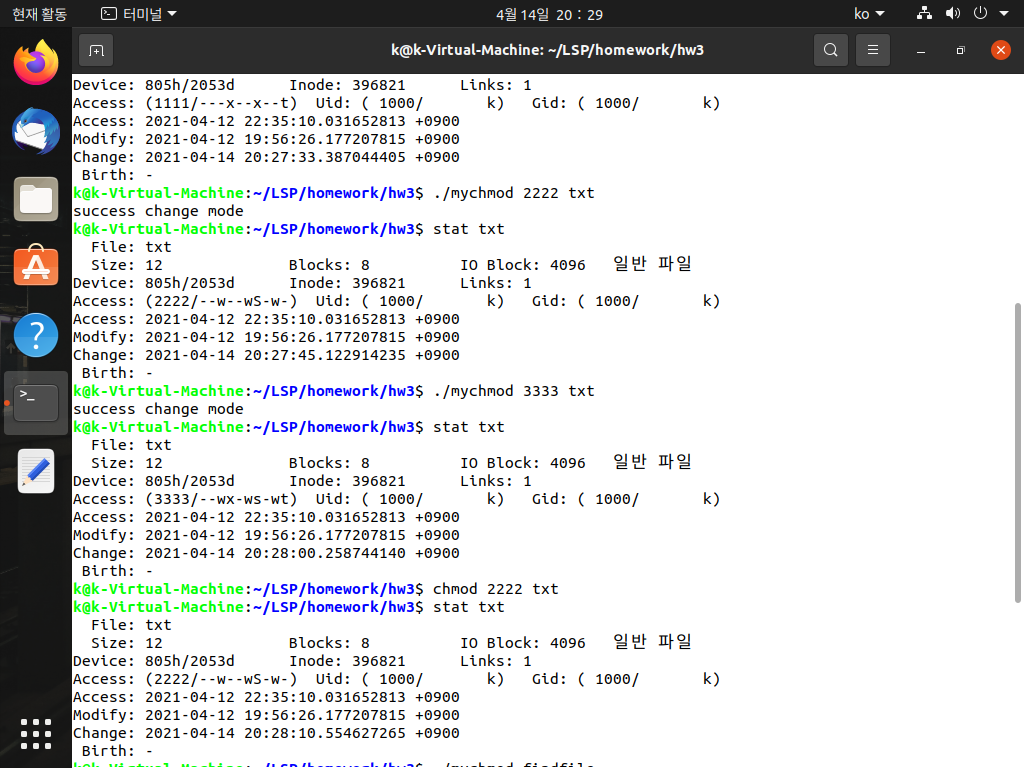 현재 활동 터미널 4월 14일 20 : 29 ko
k@k-Virtual-Machine: ~/LSP/homework/hw3
Device: 805h/2053d Inode: 396821 Links: 1
Access: (1111/---x--x--t) Uid: ( 1000/ k) Gid: ( 1000/ k)
Access: 2021-04-12 22:35:10.031652813 +0900
Modify: 2021-04-12 19:56:26.177207815 +0900
Change: 2021-04-14 20:27:33.387044405 +0900
Birth: -
k@k-Virtual-Machine:~/LSP/homework/hw3$ ./mychmod 2222 txt
success change mode
k@k-Virtual-Machine:~/LSP/homework/hw3$ stat txt
File: txt
Size: 12 Blocks: 8 IO Block: 4096 일반 파일
Device: 805h/2053d Inode: 396821 Links: 1
Access: (2222/--w--wS-w-) Uid: ( 1000/ k) Gid: ( 1000/ k)
Access: 2021-04-12 22:35:10.031652813 +0900
Modify: 2021-04-12 19:56:26.177207815 +0900
Change: 2021-04-14 20:27:45.122914235 +0900
Birth: -
k@k-Virtual-Machine:~/LSP/homework/hw3$ ./mychmod 3333 txt
success change mode
k@k-Virtual-Machine:~/LSP/homework/hw3$ stat txt
File: txt
Size: 12 Blocks: 8 IO Block: 4096 일반 파일
Device: 805h/2053d Inode: 396821 Links: 1
Access: (3333/--wx-ws-wt) Uid: ( 1000/ k) Gid: ( 1000/ k)
Access: 2021-04-12 22:35:10.031652813 +0900
Modify: 2021-04-12 19:56:26.177207815 +0900
Change: 2021-04-14 20:28:00.258744140 +0900
Birth: -
k@k-Virtual-Machine:~/LSP/homework/hw3$ chmod 2222 txt
k@k-Virtual-Machine:~/LSP/homework/hw3$ stat txt
File: txt
Size: 12 Blocks: 8 IO Block: 4096 일반 파일
Device: 805h/2053d Inode: 396821 Links: 1
Access: (2222/--w--wS-w-) Uid: ( 1000/ k) Gid: ( 1000/ k)
Access: 2021-04-12 22:35:10.031652813 +0900
Modify: 2021-04-12 19:56:26.177207815 +0900
Change: 2021-04-14 20:28:10.554627265 +0900
Birth: -
k@k-Virtual-Machine:~/LSP/homework/hw3$ ./mychmod findfile